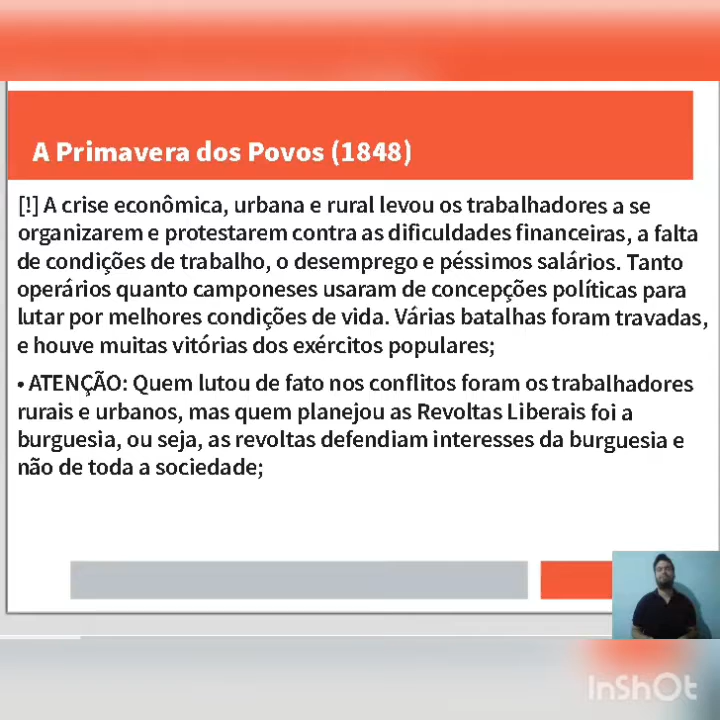 A Primavera dos Povos (1848)
[!] A crise econômica, urbana e rural levou os trabalhadores a se
organizarem e protestarem contra as dificuldades financeiras, a falta
de condições de trabalho, o desemprego e péssimos salários. Tanto
operários quanto camponeses usaram de concepções políticas para
lutar por melhores condições de vida. Várias batalhas foram travadas,
e houve muitas vitórias dos exércitos populares;
• ATENÇÃO: Quem lutou de fato nos conflitos foram os trabalhadores
rurais e urbanos, mas quem planejou as Revoltas Liberais foi a
burguesia, ou seja, as revoltas defendiam interesses da burguesia e
não de toda a sociedade;
InShOt